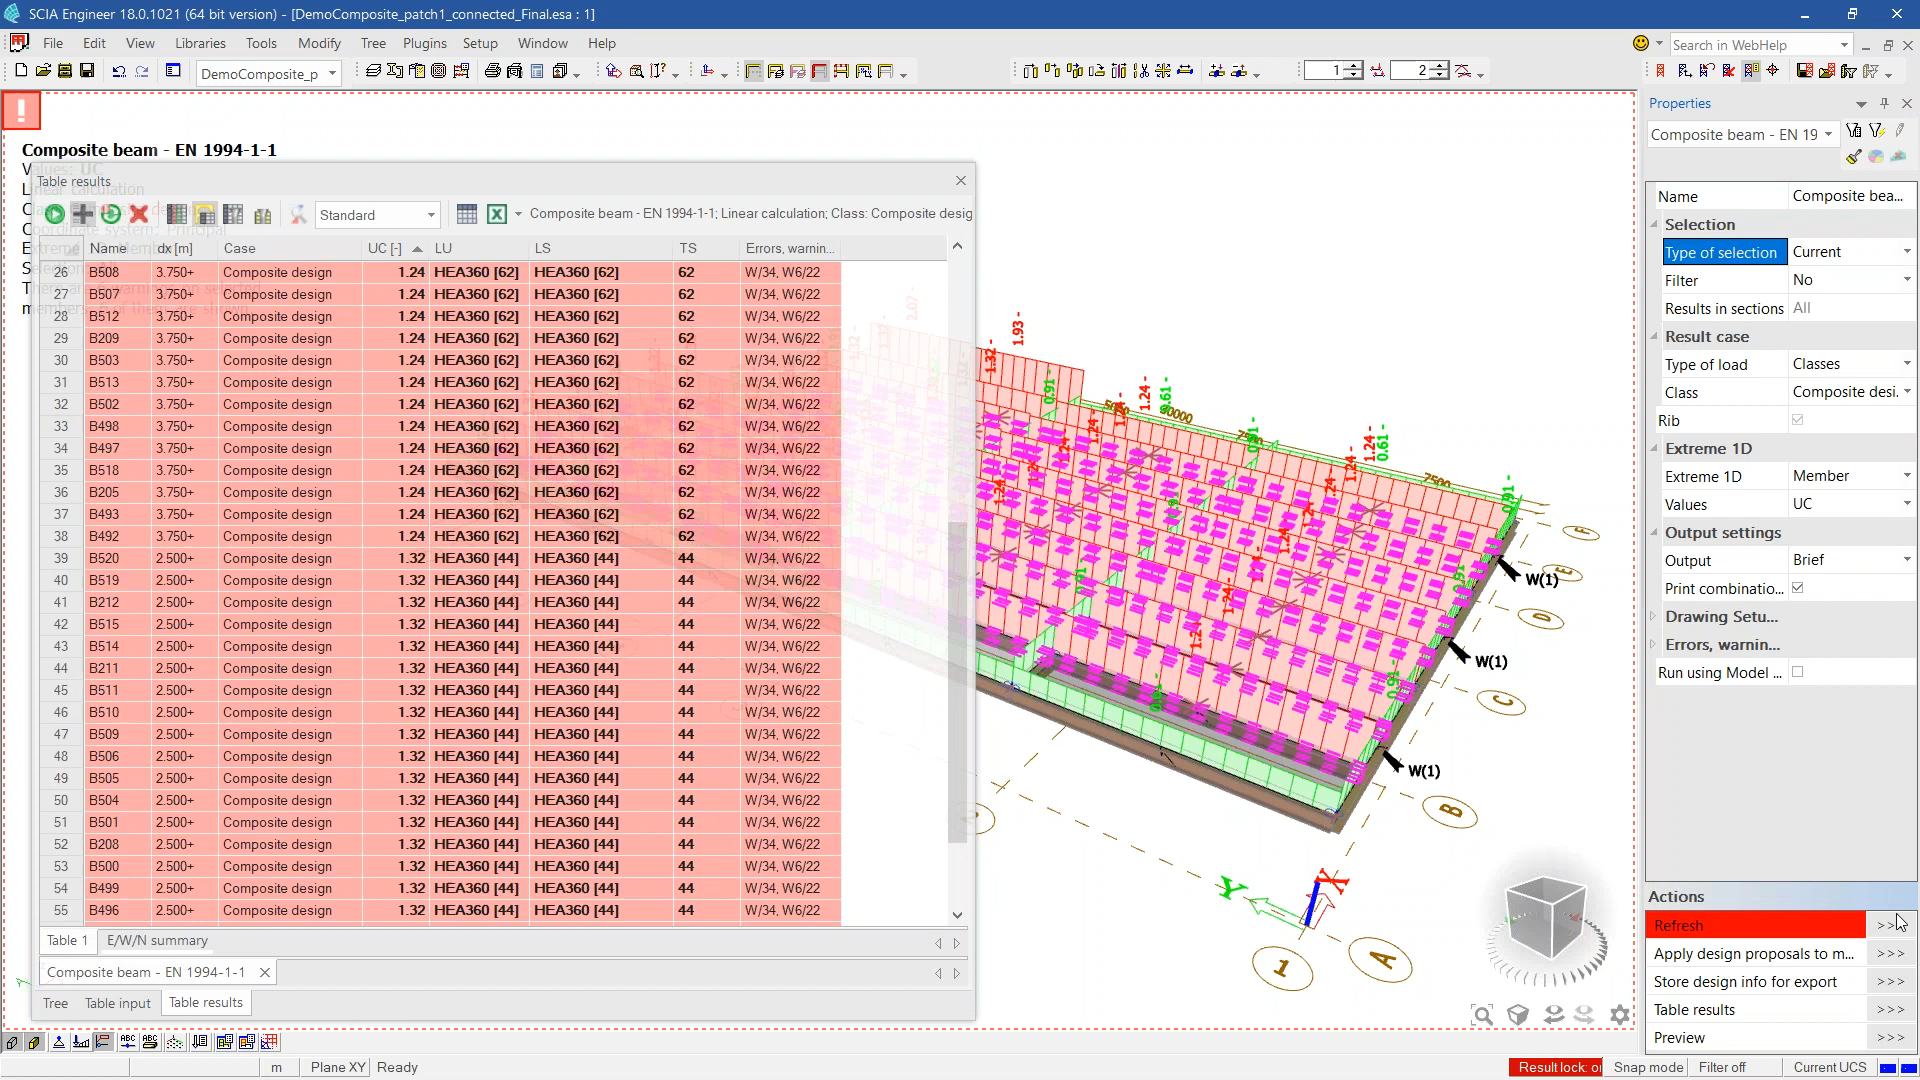 SCIA Engineer 18.0.1021 (64 bit version) - [DemoComposite_patch1_connected_Final.esa : 1]
File Edit View Libraries Tools Modify Tree Plugins Setup Window Help
Search in WebHelp
DemoComposite_p
1
2
Composite beam - EN 1994-1-1
Table results
Standard
Composite beam - EN 1994-1-1; Linear calculation; Class: Composite desig
Name dx [m] Case UC [-] LU LS TS Errors, warnin...
26 B508 3.750+ Composite design 1.24 HEA360 [62] HEA360 [62] 62 W/34, W6/22
27 B507 3.750+ Composite design 1.24 HEA360 [62] HEA360 [62] 62 W/34, W6/22
28 B512 3.750+ Composite design 1.24 HEA360 [62] HEA360 [62] 62 W/34, W6/22
29 B209 3.750+ Composite design 1.24 HEA360 [62] HEA360 [62] 62 W/34, W6/22
30 B503 3.750+ Composite design 1.24 HEA360 [62] HEA360 [62] 62 W/34, W6/22
31 B513 3.750+ Composite design 1.24 HEA360 [62] HEA360 [62] 62 W/34, W6/22
32 B502 3.750+ Composite design 1.24 HEA360 [62] HEA360 [62] 62 W/34, W6/22
33 B498 3.750+ Composite design 1.24 HEA360 [62] HEA360 [62] 62 W/34, W6/22
34 B497 3.750+ Composite design 1.24 HEA360 [62] HEA360 [62] 62 W/34, W6/22
35 B518 3.750+ Composite design 1.24 HEA360 [62] HEA360 [62] 62 W/34, W6/22
36 B205 3.750+ Composite design 1.24 HEA360 [62] HEA360 [62] 62 W/34, W6/22
37 B493 3.750+ Composite design 1.24 HEA360 [62] HEA360 [62] 62 W/34, W6/22
38 B492 3.750+ Composite design 1.24 HEA360 [62] HEA360 [62] 62 W/34, W6/22
39 B520 2.500+ Composite design 1.32 HEA360 [44] HEA360 [44] 44 W/34, W6/22
40 B519 2.500+ Composite design 1.32 HEA360 [44] HEA360 [44] 44 W/34, W6/22
41 B212 2.500+ Composite design 1.32 HEA360 [44] HEA360 [44] 44 W/34, W6/22
42 B515 2.500+ Composite design 1.32 HEA360 [44] HEA360 [44] 44 W/34, W6/22
43 B514 2.500+ Composite design 1.32 HEA360 [44] HEA360 [44] 44 W/34, W6/22
44 B211 2.500+ Composite design 1.32 HEA360 [44] HEA360 [44] 44 W/34, W6/22
45 B511 2.500+ Composite design 1.32 HEA360 [44] HEA360 [44] 44 W/34, W6/22
46 B510 2.500+ Composite design 1.32 HEA360 [44] HEA360 [44] 44 W/34, W6/22
47 B509 2.500+ Composite design 1.32 HEA360 [44] HEA360 [44] 44 W/34, W6/22
48 B506 2.500+ Composite design 1.32 HEA360 [44] HEA360 [44] 44 W/34, W6/22
49 B505 2.500+ Composite design 1.32 HEA360 [44] HEA360 [44] 44 W/34, W6/22
50 B504 2.500+ Composite design 1.32 HEA360 [44] HEA360 [44] 44 W/34, W6/22
51 B501 2.500+ Composite design 1.32 HEA360 [44] HEA360 [44] 44 W/34, W6/22
52 B208 2.500+ Composite design 1.32 HEA360 [44] HEA360 [44] 44 W/34, W6/22
53 B500 2.500+ Composite design 1.32 HEA360 [44] HEA360 [44] 44 W/34, W6/22
54 B499 2.500+ Composite design 1.32 HEA360 [44] HEA360 [44] 44 W/34, W6/22
55 B496 2.500+ Composite design 1.32 HEA360 [44] HEA360 [44] 44 W/34, W6/22
Table 1 E/W/N summary
Composite beam - EN 1994-1-1
Tree Table input Table results
1.93 -
1.32 -
0.91 -
1.24 -
0.61 -
1.24 -
0.61 -
7500
W(1)
W(1)
W(1)
D
C
B
A
1
Y X
Properties
Composite beam - EN 19
Name Composite bea...
Selection
Type of selection Current
Filter No
Results in sections All
Result case
Type of load Classes
Class Composite desi.
Rib
Extreme 1D
Extreme 1D Member
Values UC
Output settings
Output Brief
Print combinatio...
Drawing Setu...
Errors, warnin...
Run using Model ...
Actions
Refresh >>>
Apply design proposals to m... >>>
Store design info for export >>>
Table results >>>
Preview >>>
m Plane XY Ready
Result lock: Snap mode Filter off Current UCS